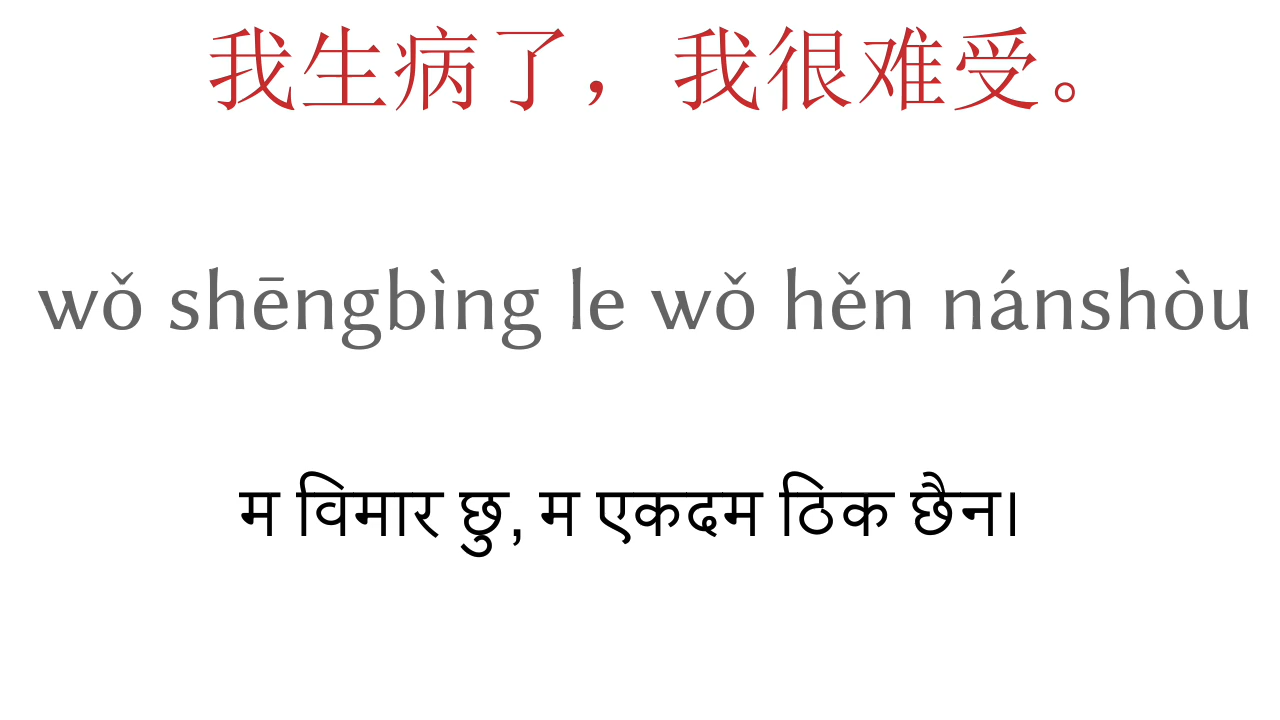 我生病了，我很难受。
wǒ shēngbìng le wǒ hěn nánshòu
म विमार छु, म एकदम ठिक छैन।